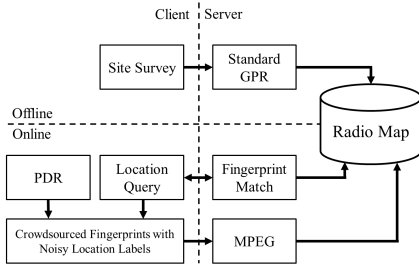 Client
Server
Site Survey
Standard
GPR
Offline
Online
Radio Map
PDR
Location
Query
Fingerprint
Match
Crowdsourced Fingerprints with
Noisy Location Labels
MPEG